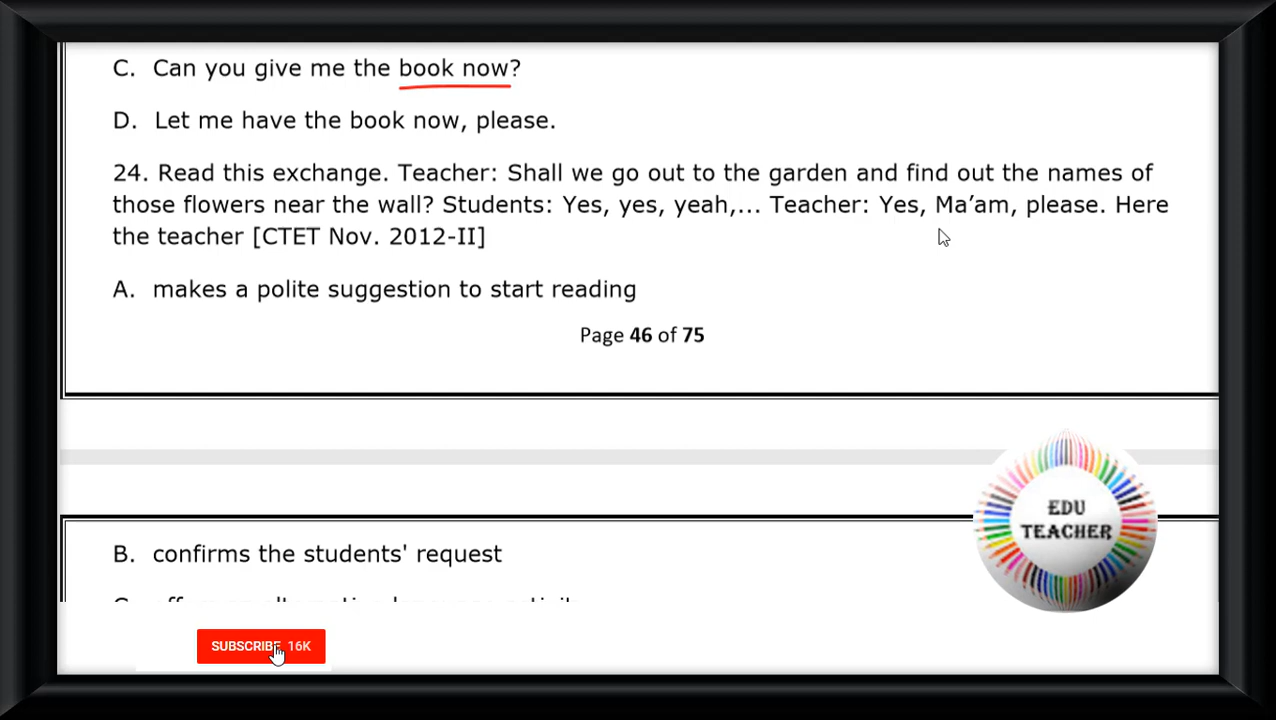 C. Can you give me the book now?
D. Let me have the book now, please.
24. Read this exchange. Teacher: Shall we go out to the garden and find out the names of
those flowers near the wall? Students: Yes, yes, yeah,... Teacher: Yes, Ma’am, please. Here
the teacher [CTET Nov. 2012-II]
A. makes a polite suggestion to start reading
Page 46 of 75
EDU
TEACHER
B. confirms the students' request
SUBSCRIBE 16K